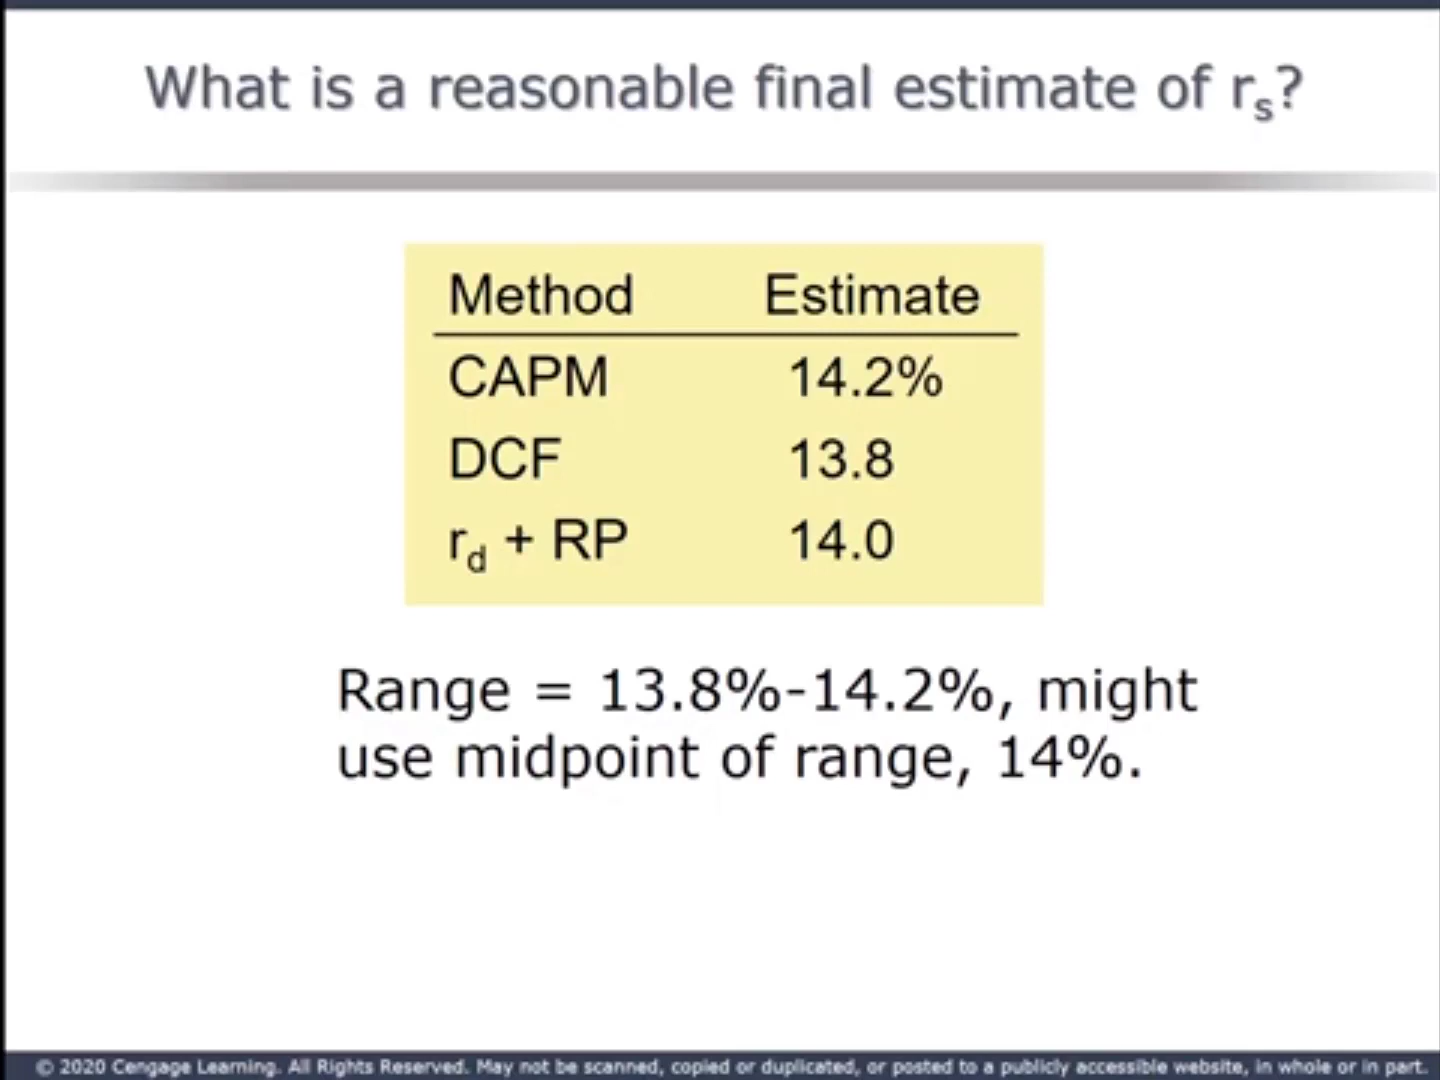 What is a reasonable final estimate of rs?
Method Estimate
CAPM 14.2%
DCF 13.8
rd + RP 14.0
Range = 13.8%-14.2%, might
use midpoint of range, 14%.
© 2020 Cengage Learning. All Rights Reserved. May not be scanned, copied or duplicated, or posted to a publicly accessible website, in whole or in part.